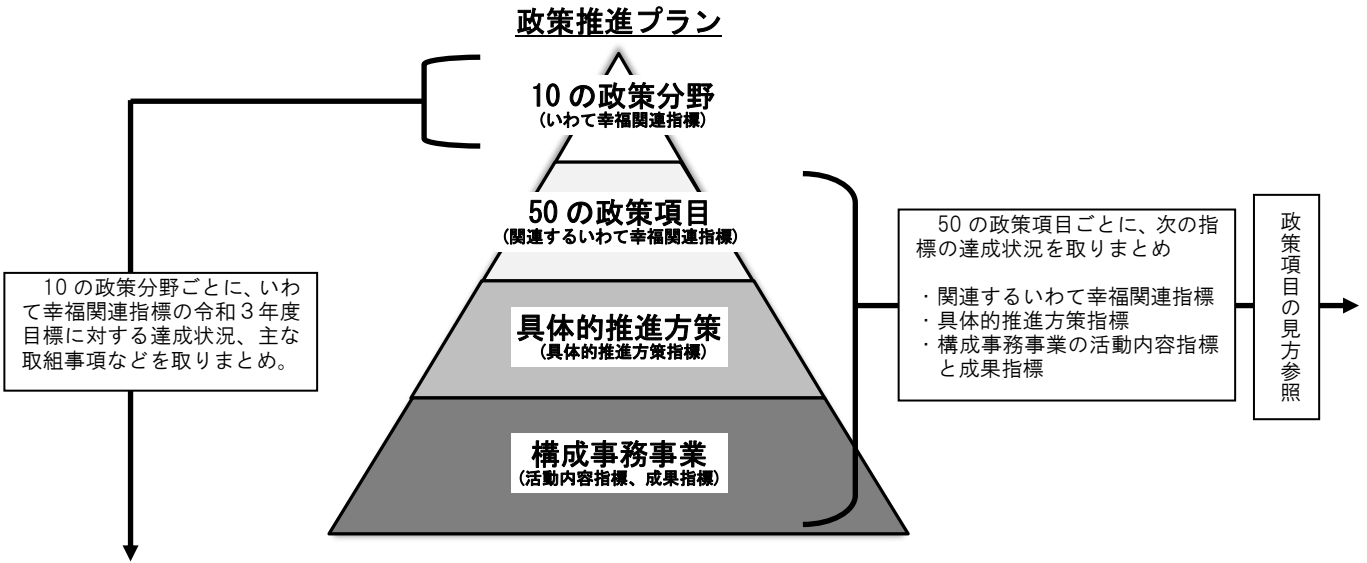 政策推進プラン
10 の政策分野
(いわて幸福関連指標)
50 の政策項目
(関連するいわて幸福関連指標)
具体的推進方策
(具体的推進方策指標)
構成事務事業
(活動内容指標、成果指標)
10 の政策分野ごとに、いわ
て幸福関連指標の令和３年度
目標に対する達成状況、主な
取組事項などを取りまとめ。
50 の政策項目ごとに、次の指
標の達成状況を取りまとめ
・関連するいわて幸福関連指標
・具体的推進方策指標
・構成事務事業の活動内容指標
と成果指標
政策項目の見方参照